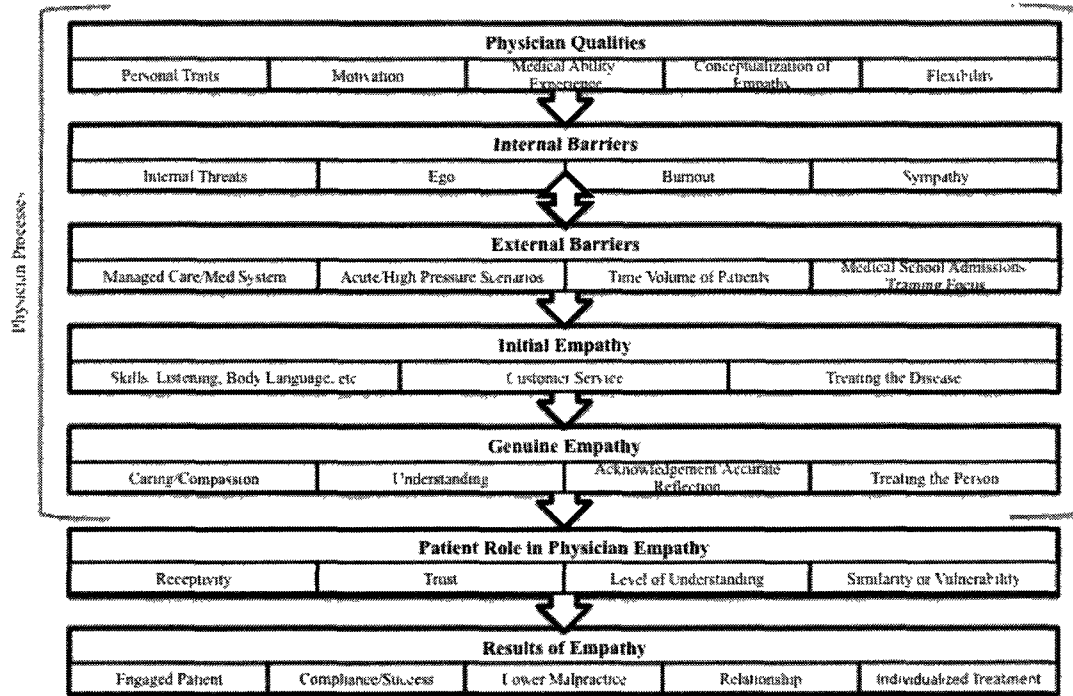 Physician Processes
Physician Qualities
Personal Traits
Motivation
Medical Ability
Experience
Conceptualization of
Empathy
Flexibility
Internal Barriers
Internal Threats
Ego
Burnout
Sympathy
External Barriers
Managed Care/Med System
Acute/High Pressure Scenarios
Time Volume of Patients
Medical School Admissions
Training Focus
Initial Empathy
Skills Listening, Body Language, etc
Customer Service
Treating the Disease
Genuine Empathy
Caring/Compassion
Understanding
Acknowledgement Accurate
Reflection
Treating the Person
Patient Role in Physician Empathy
Receptivity
Trust
Level of Understanding
Similarity or Vulnerability
Results of Empathy
Engaged Patient
Compliance/Success
Lower Malpractice
Relationship
Individualized Treatment